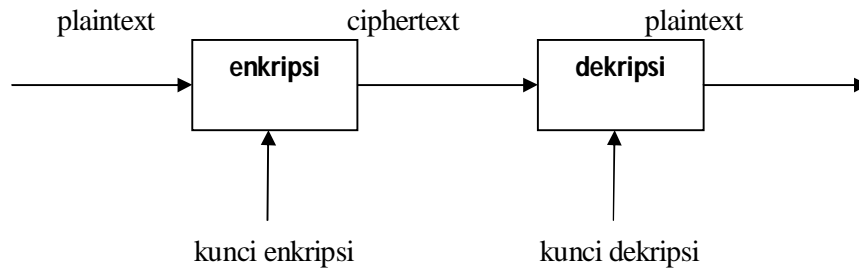 plaintext ciphertext plaintext
enkripsi dekripsi
kunci enkripsi kunci dekripsi